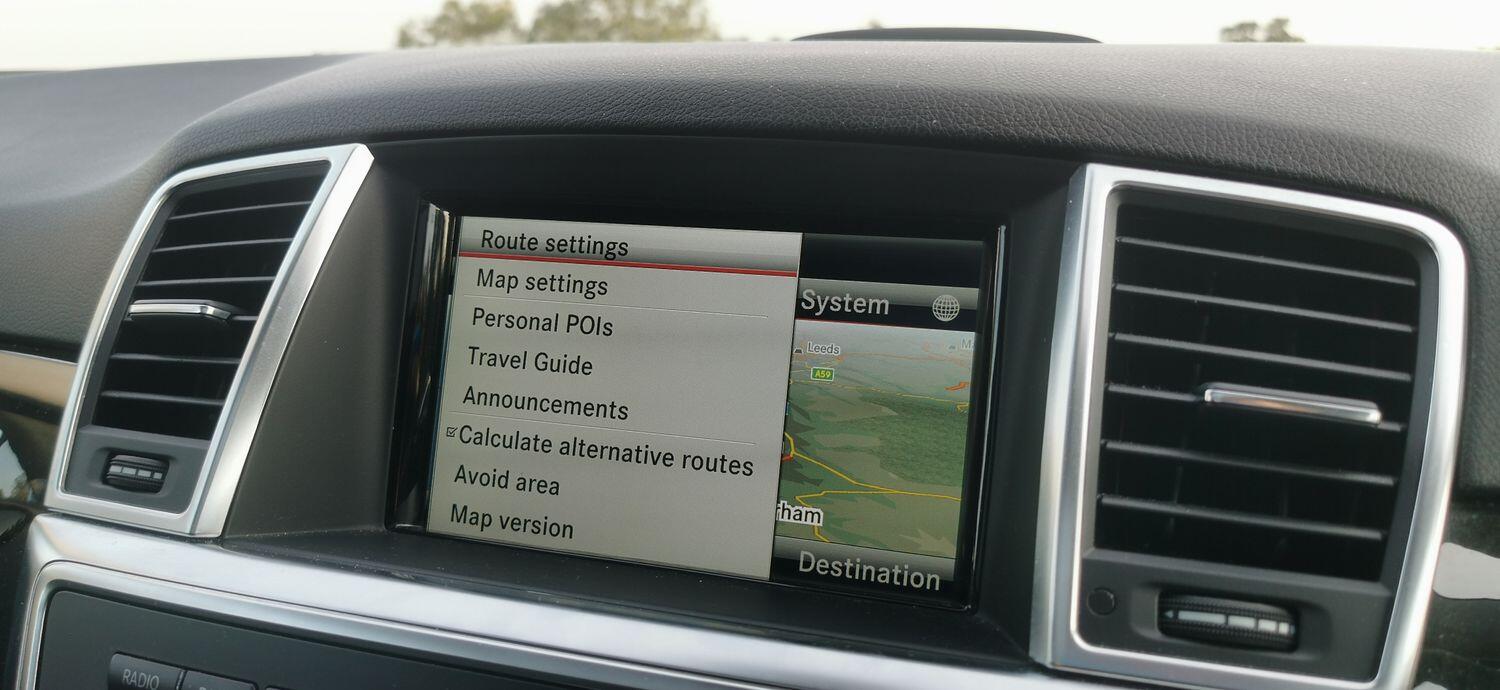 Route settings
Map settings
Personal POIs
Travel Guide
Announcements
Calculate alternative routes
Avoid area
Map version
System
Leeds
A59
Destination
RADIO